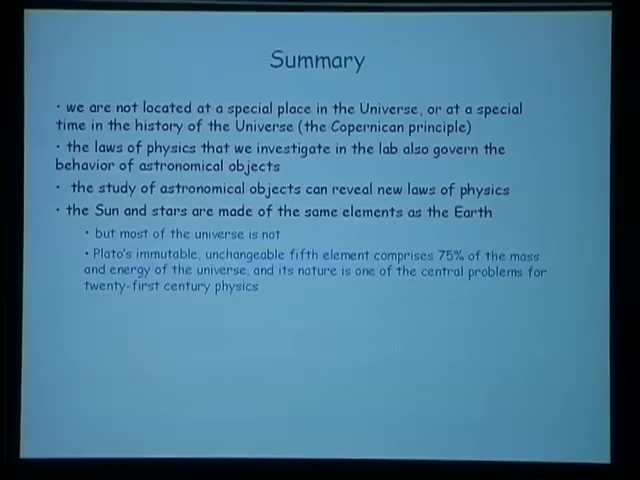 Summary
• we are not located at a special place in the Universe, or at a special
time in the history of the Universe (the Copernican principle)
• the laws of physics that we investigate in the lab also govern the
behavior of astronomical objects
• the study of astronomical objects can reveal new laws of physics
• the Sun and stars are made of the same elements as the Earth
• but most of the universe is not
• Plato's immutable, unchangeable fifth element comprises 75% of the mass
and energy of the universe, and its nature is one of the central problems for
twenty-first century physics